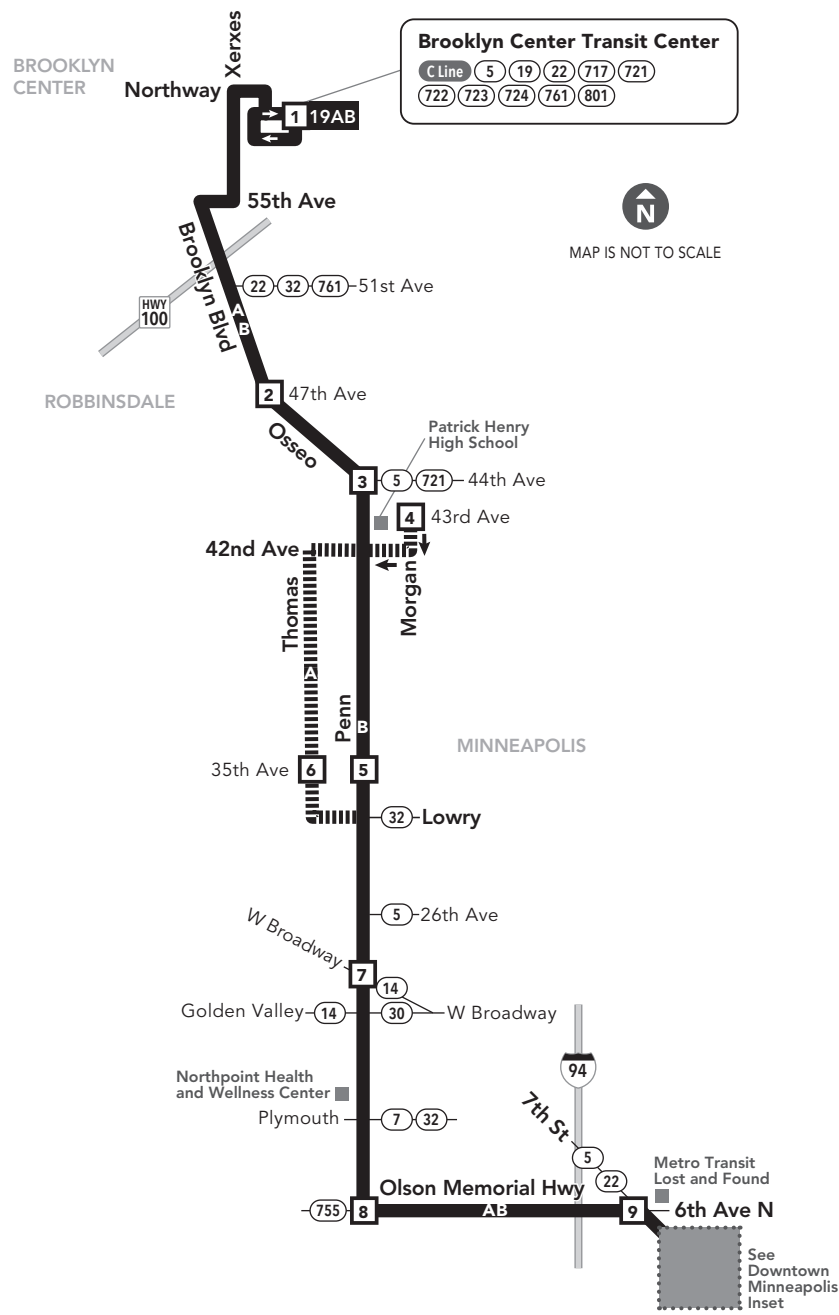 BROOKLYN
CENTER
Xerxes
Northway
1 19AB
Brooklyn Center Transit Center
C Line 5 19 22 717 721
722 723 724 761 801
55th Ave
N
MAP IS NOT TO SCALE
Brooklyn Blvd
22 32 761 51st Ave
HWY
100
A
B
ROBBINSDALE
2 47th Ave
Osseo
Patrick Henry
High School
3 5 721 44th Ave
4 43rd Ave
42nd Ave
Thomas
Morgan
A
Penn
B
MINNEAPOLIS
35th Ave 6 5
32 Lowry
5 26th Ave
W Broadway
7
14
Golden Valley 14 30 W Broadway
94
Northpoint Health
and Wellness Center
Plymouth 7 32
7th St
5
22
Metro Transit
Lost and Found
Olson Memorial Hwy
755 8 AB 9 6th Ave N
See
Downtown
Minneapolis
Inset